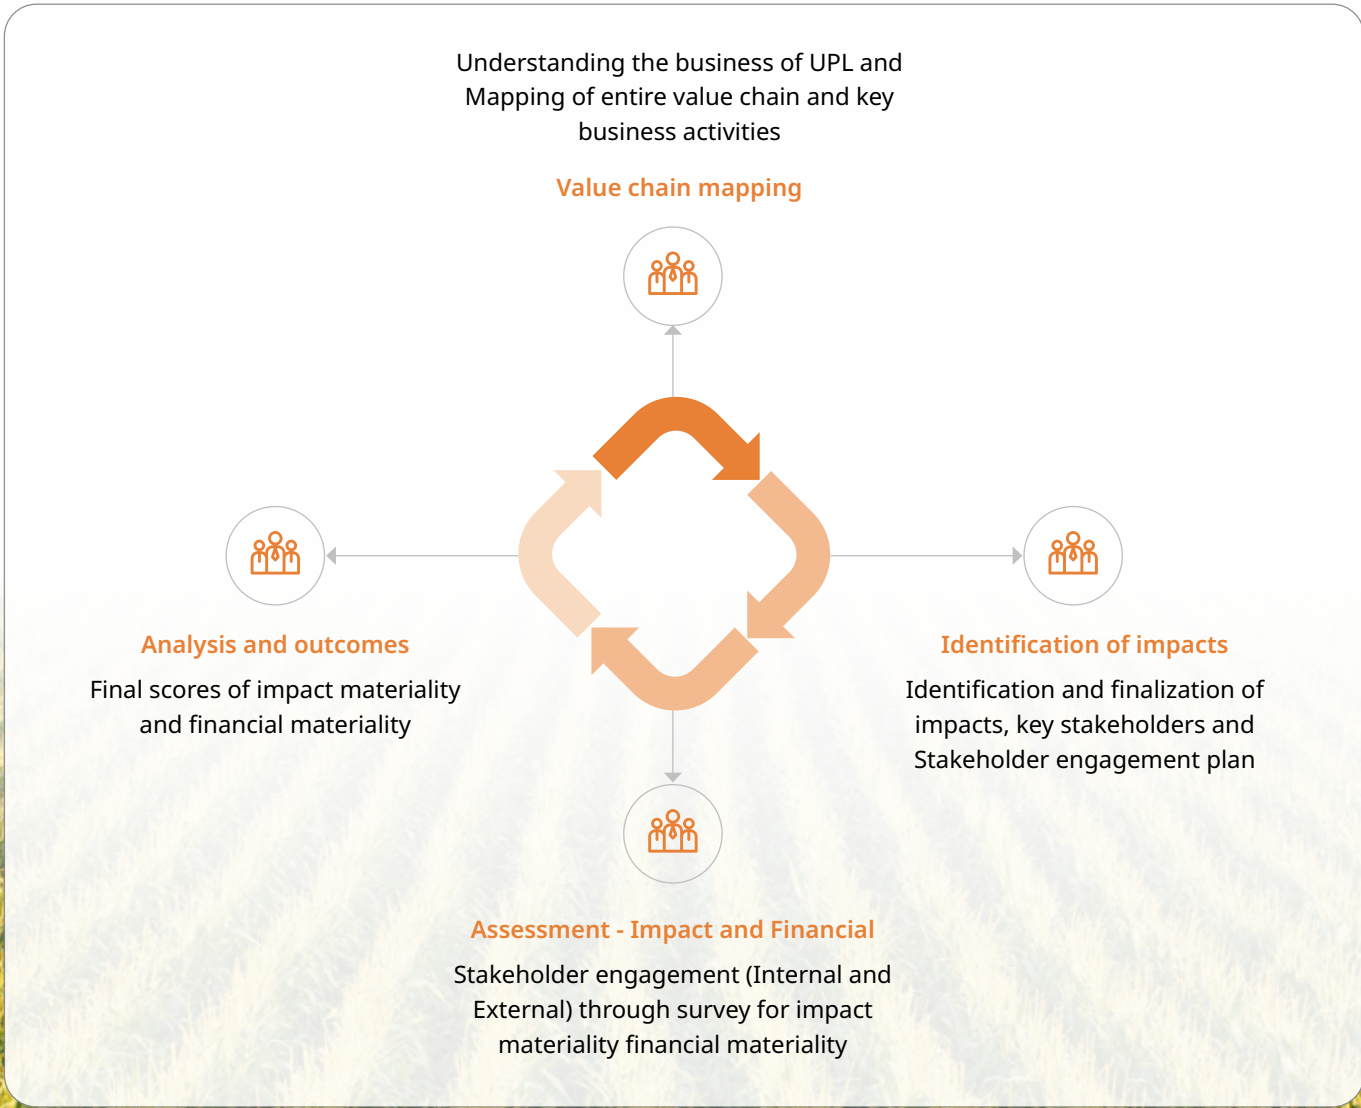 Understanding the business of UPL and
Mapping of entire value chain and key
business activities
Value chain mapping
Analysis and outcomes
Final scores of impact materiality
and financial materiality
Identification of impacts
Identification and finalization of
impacts, key stakeholders and
Stakeholder engagement plan
Assessment - Impact and Financial
Stakeholder engagement (Internal and
External) through survey for impact
materiality financial materiality